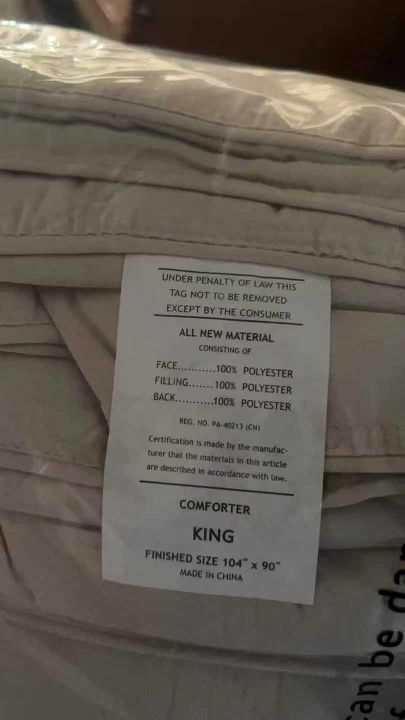 UNDER PENALTY OF LAW THIS
TAG NOT TO BE REMOVED
EXCEPT BY THE CONSUMER
ALL NEW MATERIAL
CONSISTING OF
FACE...........100% POLYESTER
FILLING.......100% POLYESTER
BACK...........100% POLYESTER
REG. NO. PA-40213 (CN)
Certification is made by the manufac-
turer that the materials in this article
are described in accordance with law.
COMFORTER
KING
FINISHED SIZE 104" x 90"
MADE IN CHINA
an be dan